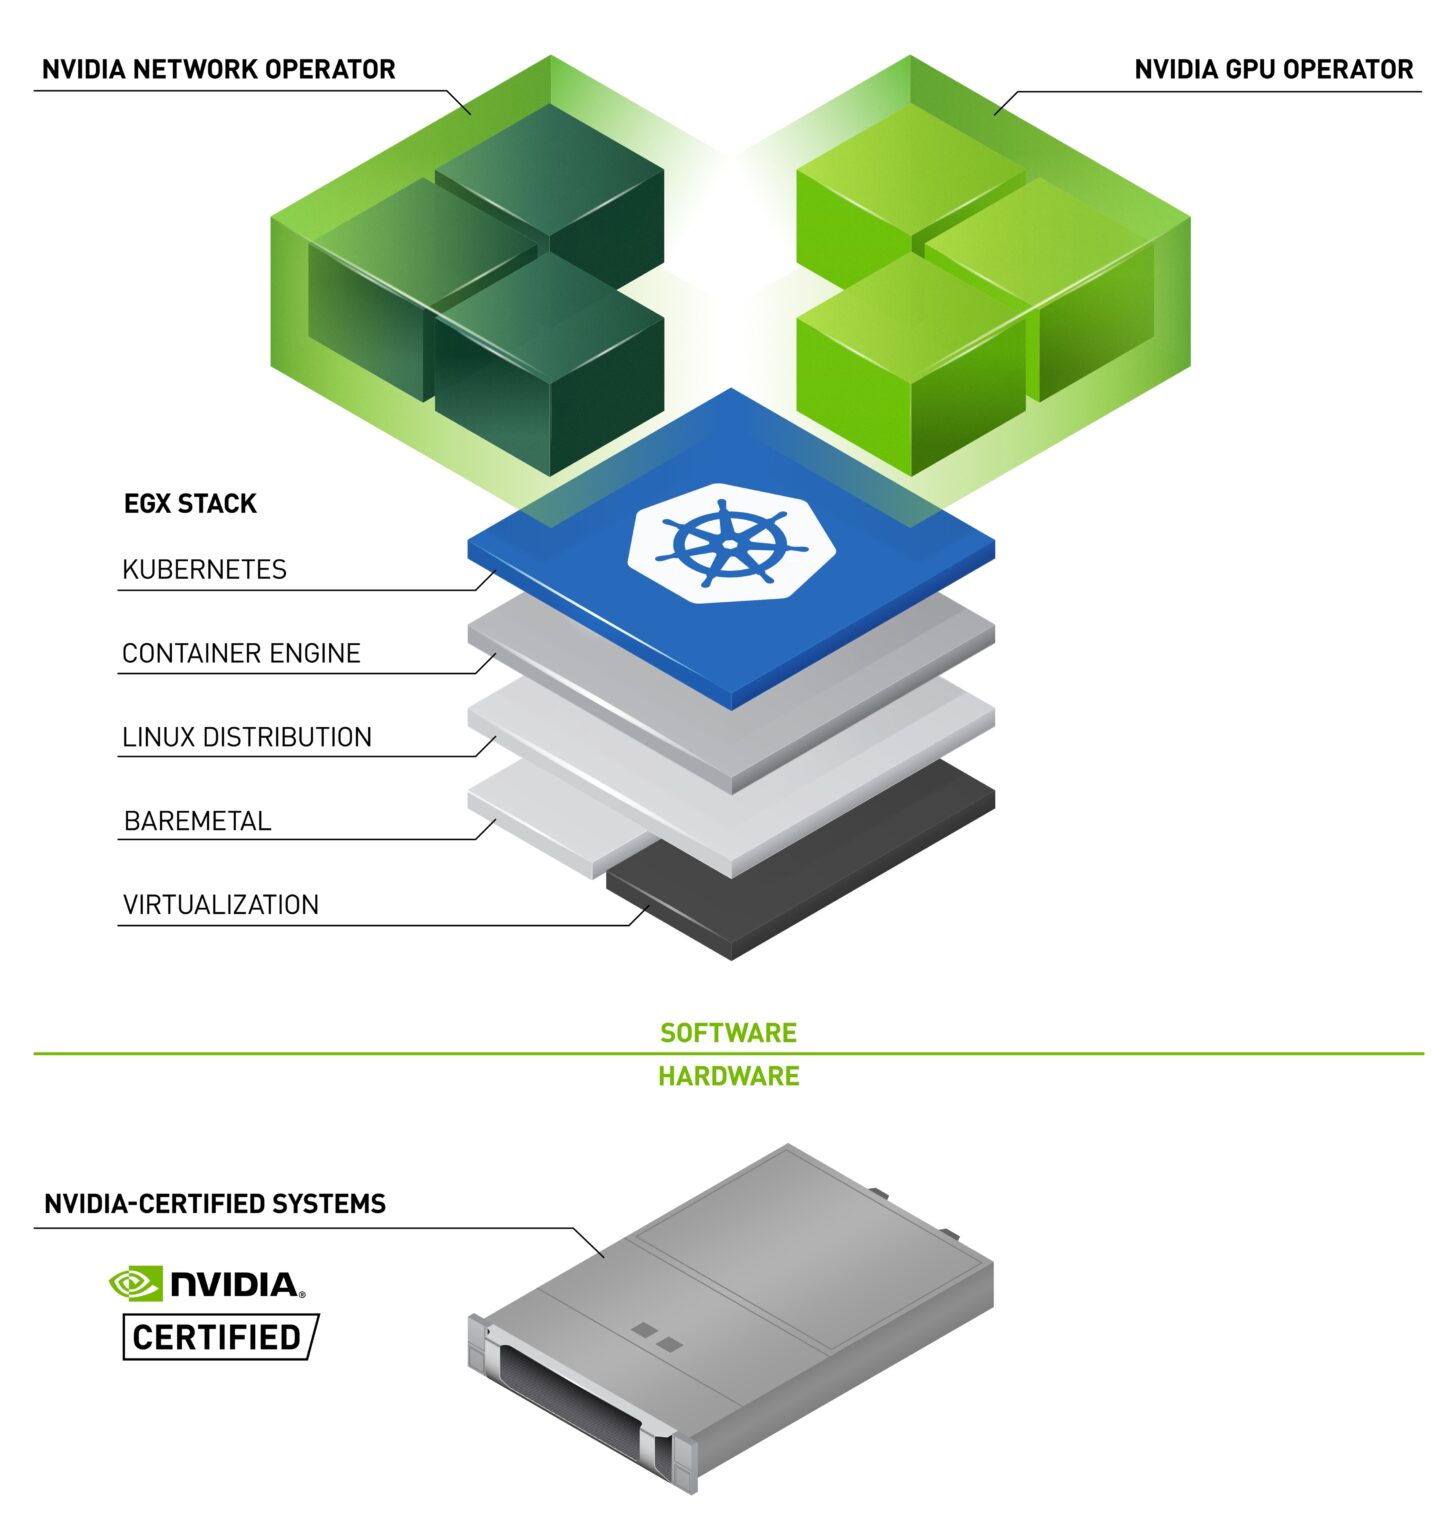 NVIDIA NETWORK OPERATOR
NVIDIA GPU OPERATOR
EGX STACK
KUBERNETES
CONTAINER ENGINE
LINUX DISTRIBUTION
BAREMETAL
VIRTUALIZATION
SOFTWARE
HARDWARE
NVIDIA-CERTIFIED SYSTEMS
NVIDIA®
CERTIFIED